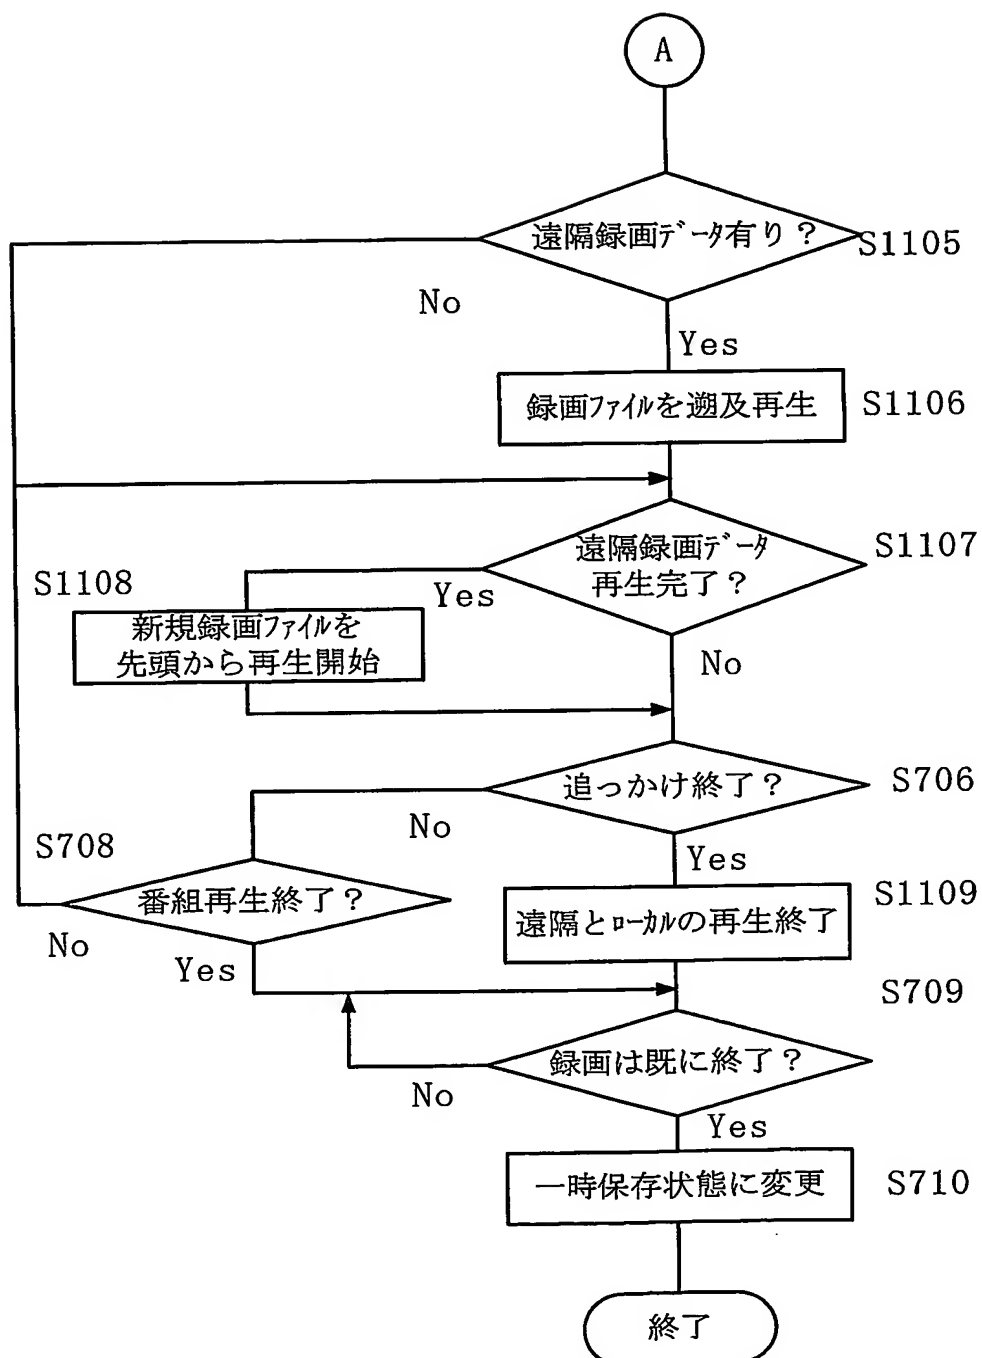 A
遠隔録画データ有り？
S1105
No
Yes
録画ファイルを遡及再生
S1106
遠隔録画データ
再生完了？
S1107
S1108
Yes
新規録画ファイルを
先頭から再生開始
No
追っかけ終了？
S706
No
S708
Yes
番組再生終了？
S1109
遠隔とローカルの再生終了
No
Yes
S709
録画は既に終了？
No
Yes
一時保存状態に変更
S710
終了